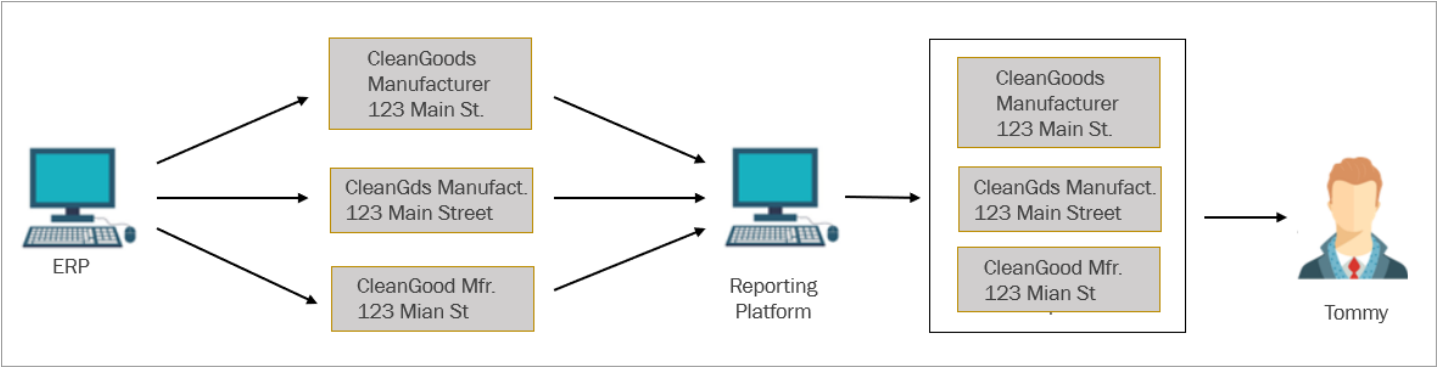 ERP
CleanGoods
Manufacturer
123 Main St.
CleanGds Manufact.
123 Main Street
CleanGood Mfr.
123 Mian St
Reporting
Platform
CleanGoods
Manufacturer
123 Main St.
CleanGds Manufact.
123 Main Street
CleanGood Mfr.
123 Mian St
Tommy